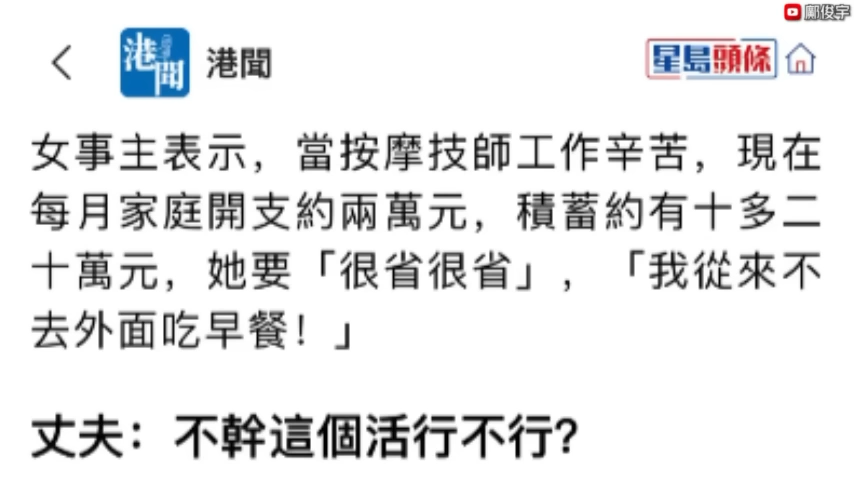 鄺俊宇
港聞
港聞
星島頭條
女事主表示，當按摩技師工作辛苦，現在
每月家庭開支約兩萬元，積蓄約有十多二
十萬元，她要「很省很省」，「我從來不
去外面吃早餐！」
丈夫：不幹這個活行不行？